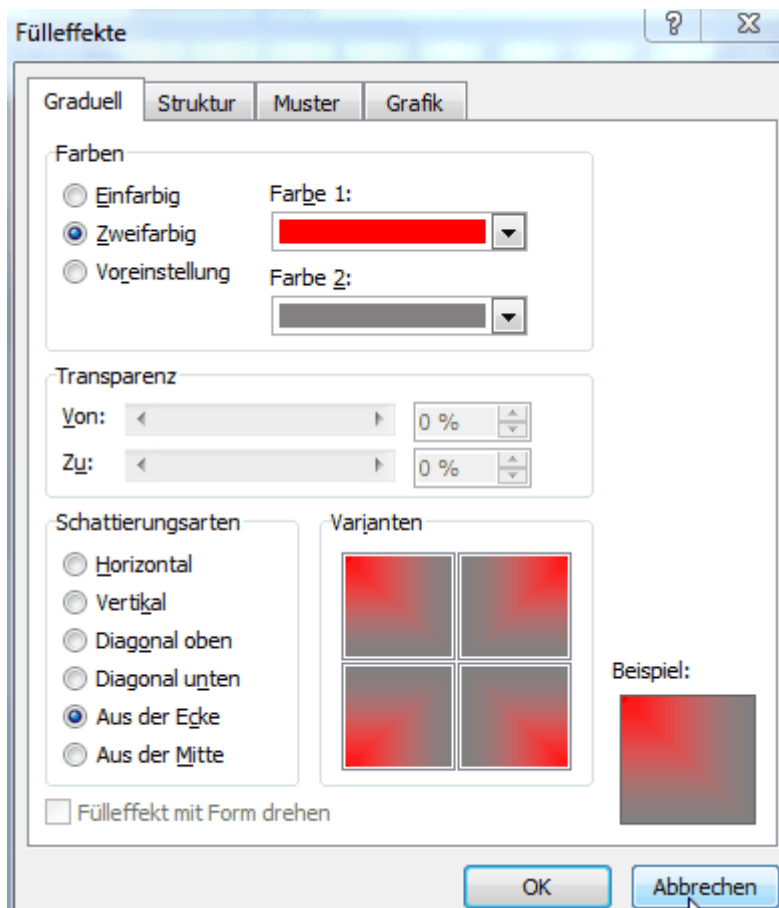 Fülleffekte
Graduell Struktur Muster Grafik
Farben
Einfarbig
Zweifarbig
Voreinstellung
Farbe 1:
Farbe 2:
Transparenz
Von: 0 %
Zu: 0 %
Schattierungsarten
Horizontal
Vertikal
Diagonal oben
Diagonal unten
Aus der Ecke
Aus der Mitte
Varianten
Beispiel:
Fülleffekt mit Form drehen
OK Abbrechen